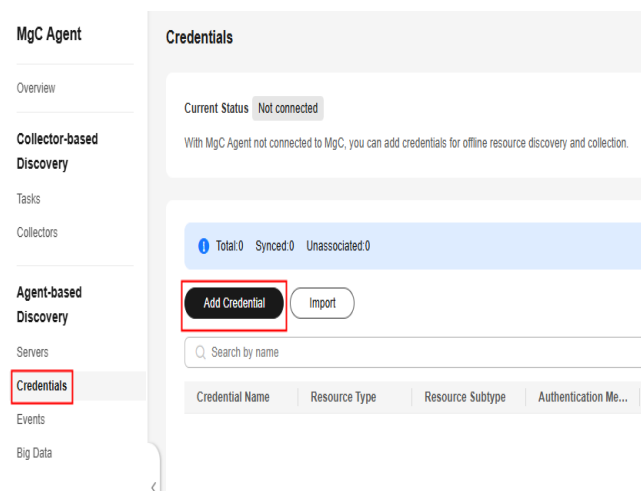 MgC Agent
Overview
Collector-based
Discovery
Tasks
Collectors
Agent-based
Discovery
Servers
Credentials
Events
Big Data
Credentials
Current Status Not connected
With MgC Agent not connected to MgC, you can add credentials for offline resource discovery and collection.
Total:0 Synced:0 Unassociated:0
Add Credential Import
Search by name
Credential Name Resource Type Resource Subtype Authentication Me...